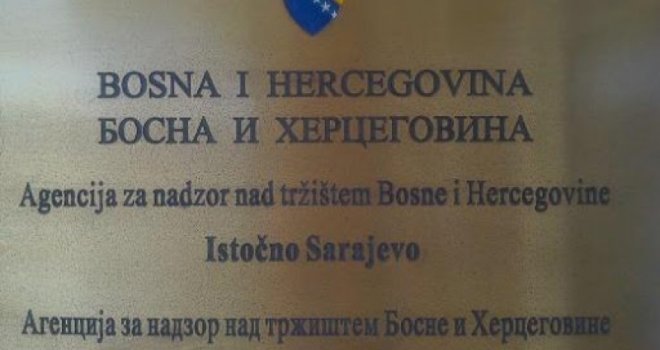 BOSNA I HERCEGOVINA
БОСНА И ХЕРЦЕГОВИНА
Agencija za nadzor nad tržištem Bosne i Hercegovine
Istočno Sarajevo
Агенција за надзор над тржиштем Босне и Херцеговине